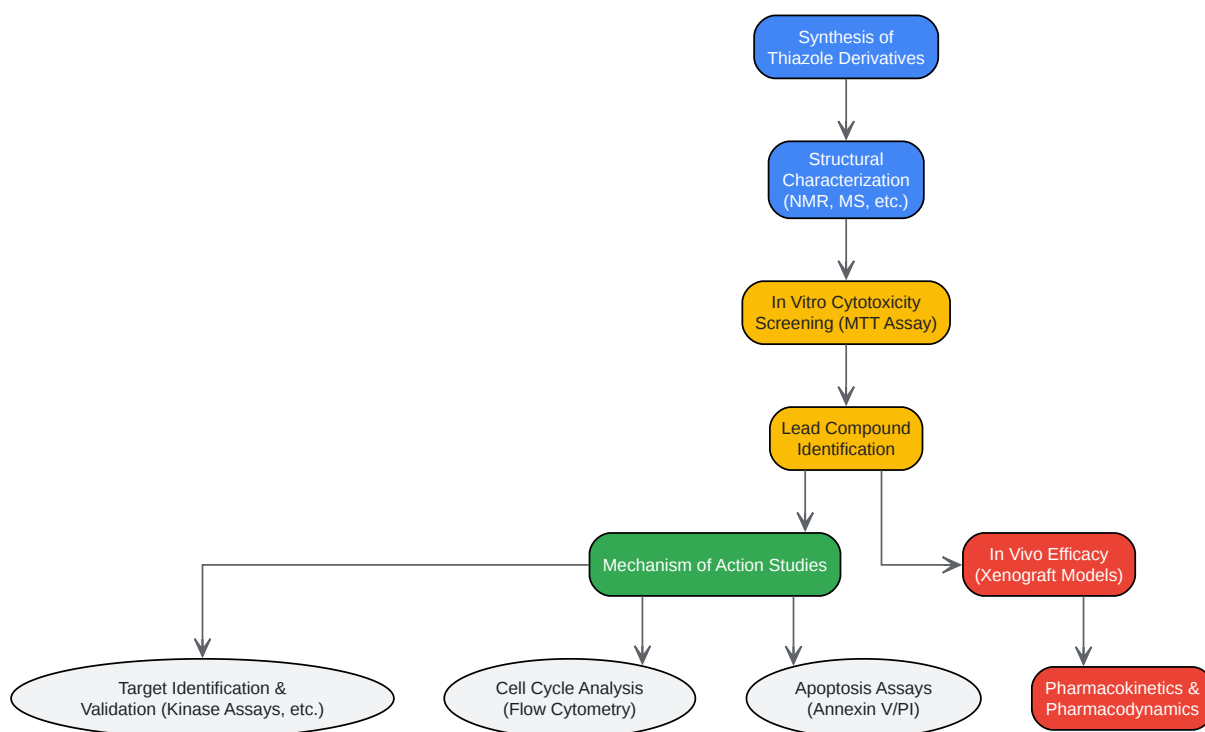 Synthesis of
Thiazole Derivatives
Structural
Characterization
(NMR, MS, etc.)
In Vitro Cytotoxicity
Screening (MTT Assay)
Lead Compound
Identification
Mechanism of Action Studies
In Vivo Efficacy
(Xenograft Models)
Target Identification &
Validation (Kinase Assays, etc.)
Cell Cycle Analysis
(Flow Cytometry)
Apoptosis Assays
(Annexin V/PI)
Pharmacokinetics &
Pharmacodynamics